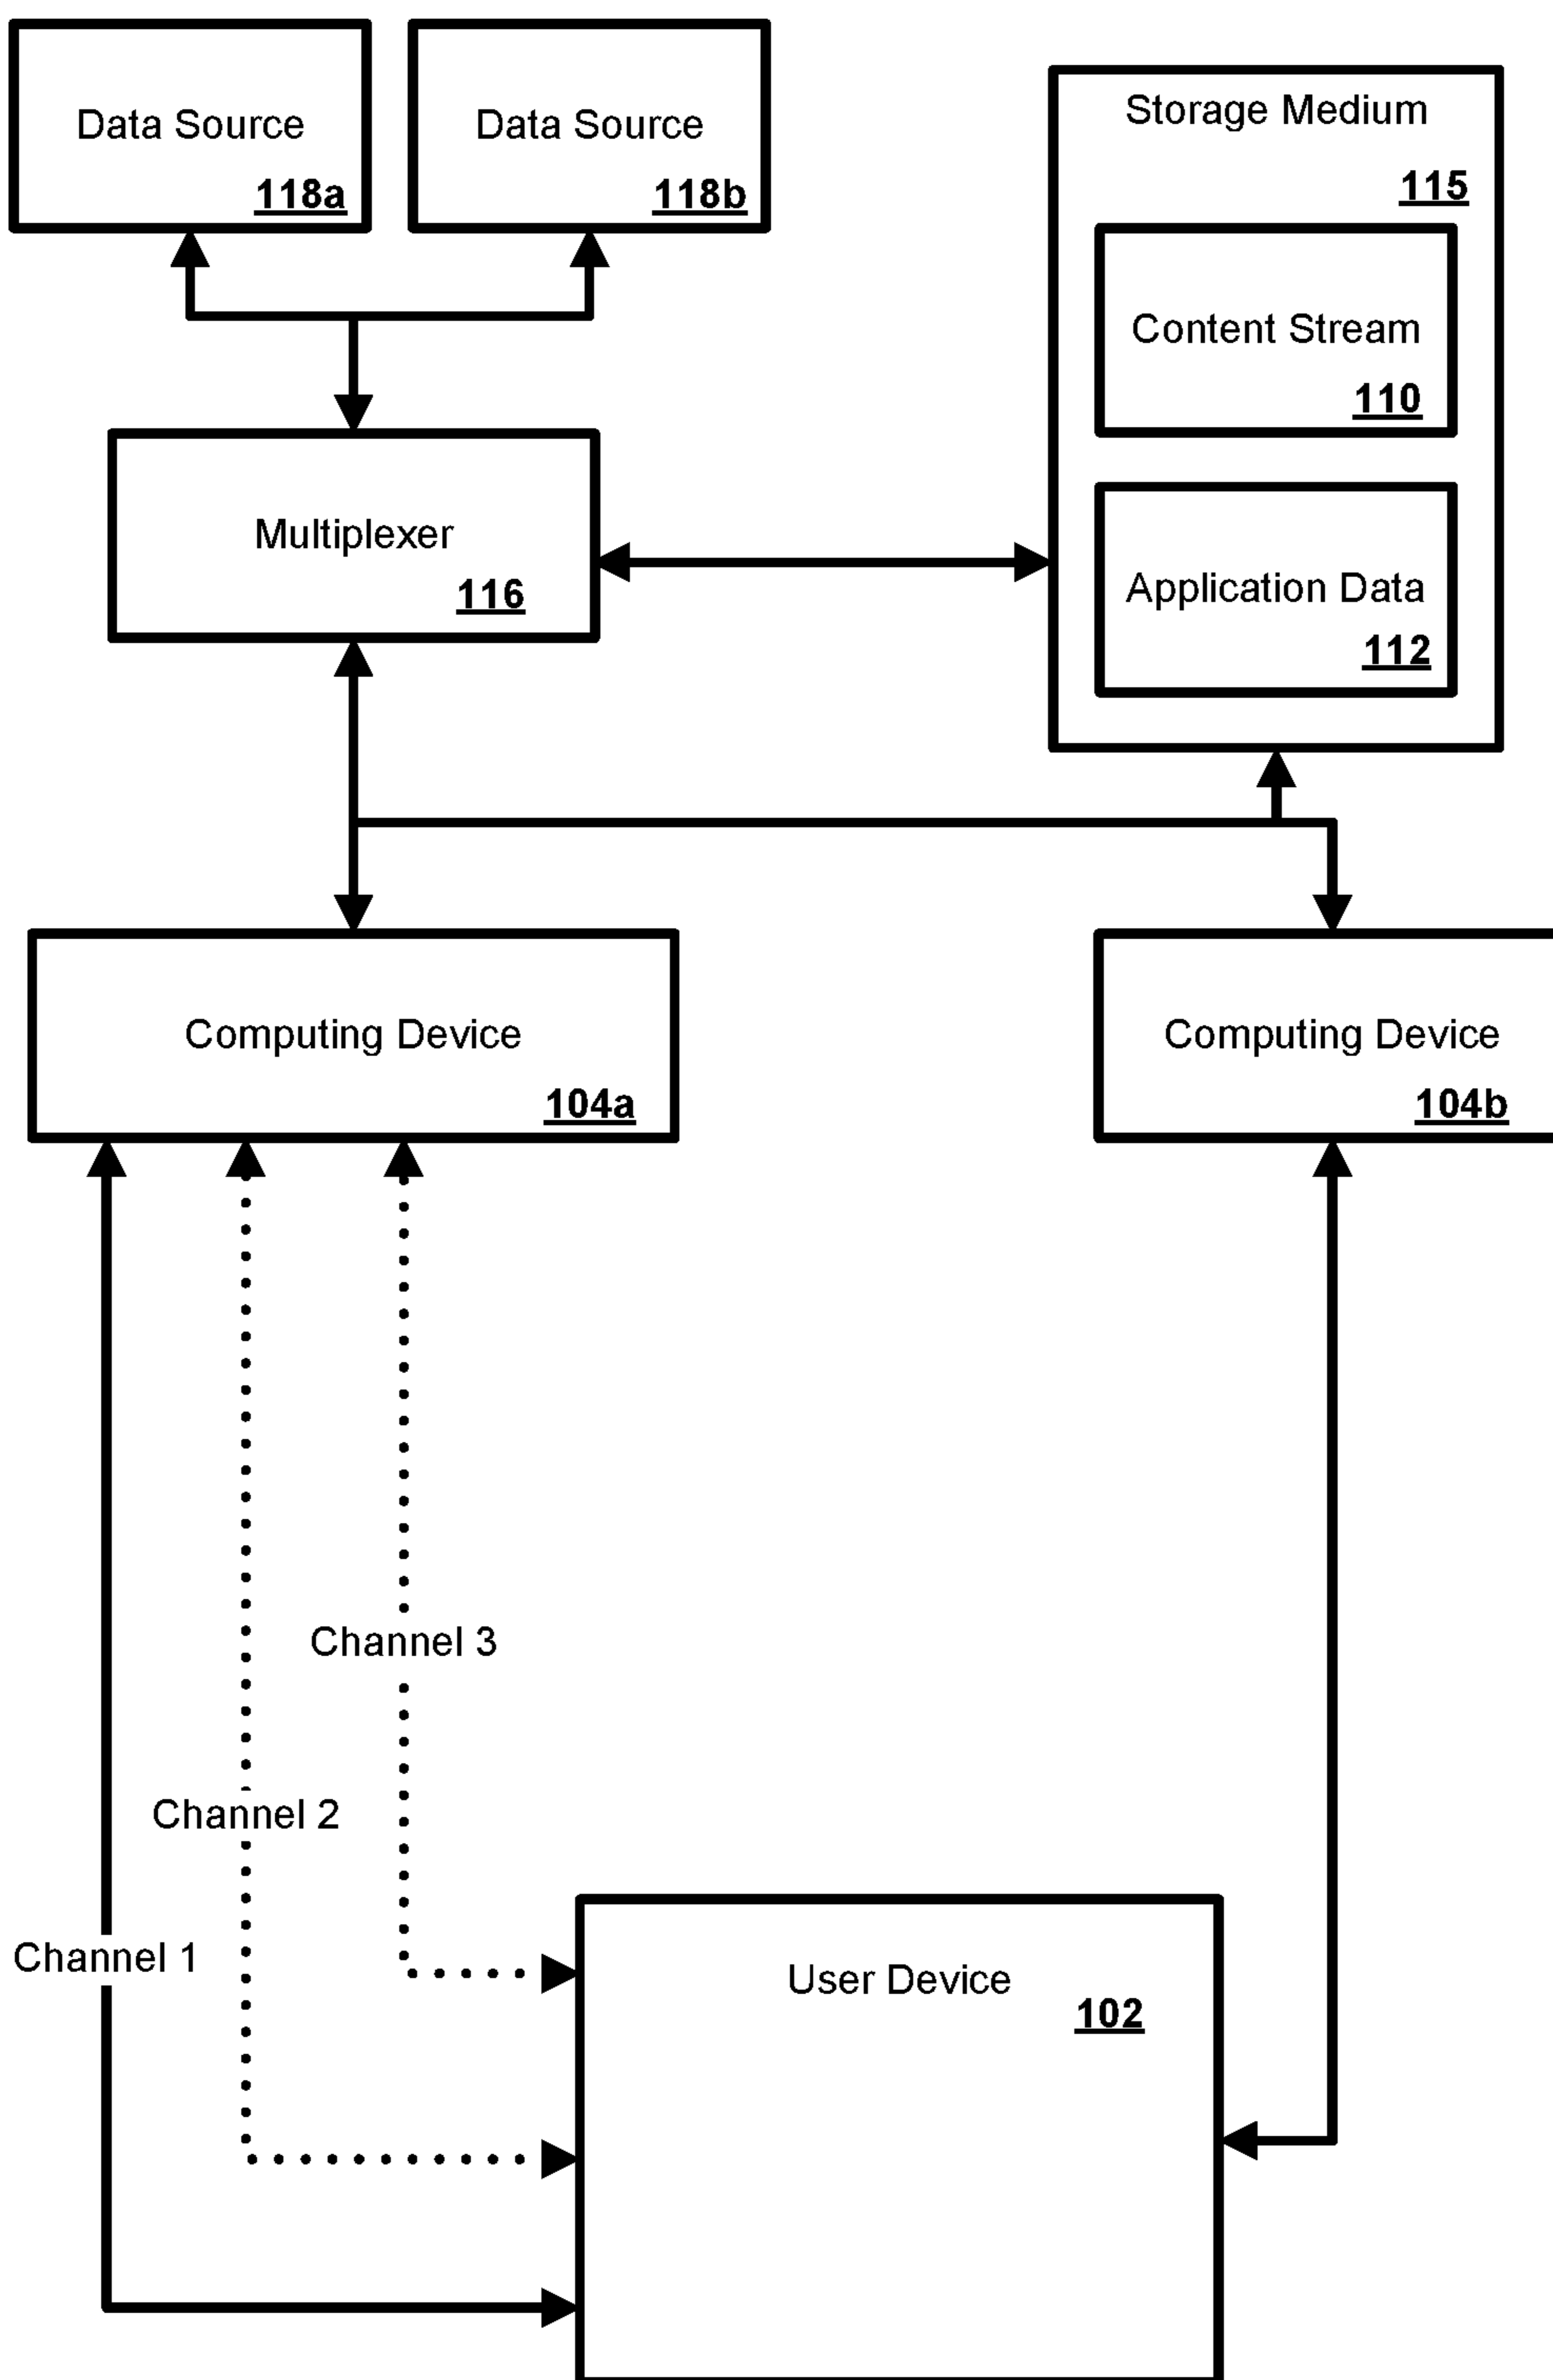 Data Source
118a
Data Source
118b
Storage Medium
115
Content Stream
110
Multiplexer
116
Application Data
112
Computing Device
104a
Computing Device
104b
Channel 3
Channel 2
Channel 1
User Device
102